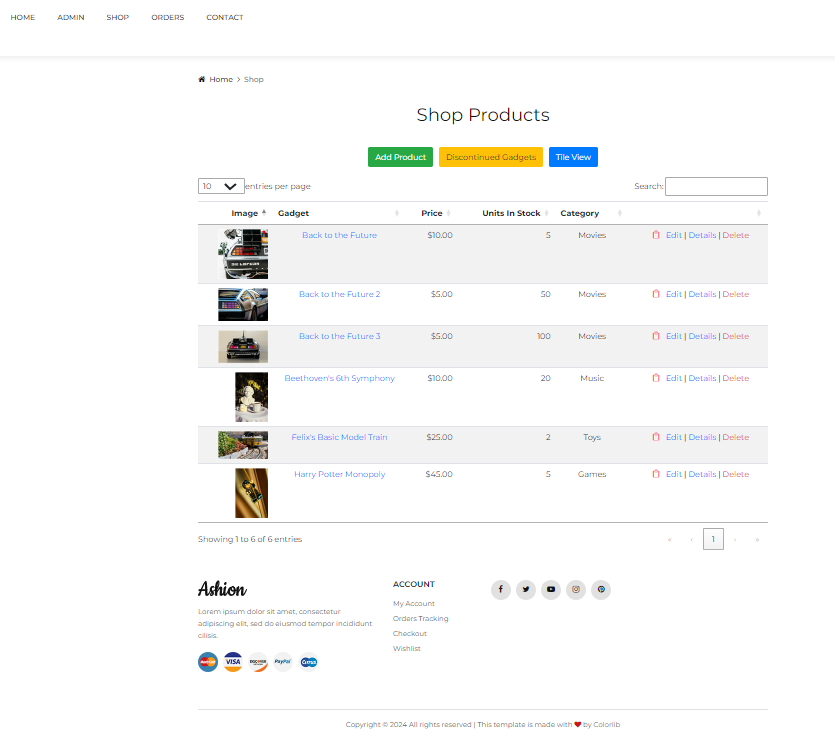 HOME ADMIN SHOP ORDERS CONTACT
Home > Shop
Shop Products
Add Product Discontinued Gadgets Tile View
10 entries per page Search:
Image Gadget Price Units In Stock Category
Back to the Future $10.00 5 Movies Edit | Details | Delete
Back to the Future 2 $5.00 50 Movies Edit | Details | Delete
Back to the Future 3 $5.00 100 Movies Edit | Details | Delete
Beethoven's 6th Symphony $10.00 20 Music Edit | Details | Delete
Felix's Basic Model Train $25.00 2 Toys Edit | Details | Delete
Harry Potter Monopoly $45.00 5 Games Edit | Details | Delete
Showing 1 to 6 of 6 entries « ‹ 1 › »
Ashion
Lorem ipsum dolor sit amet, consectetur
adipiscing elit, sed do eiusmod tempor incididunt
cilisis.
VISA DISCOVER PayPal Cirrus
ACCOUNT
My Account
Orders Tracking
Checkout
Wishlist
Copyright © 2024 All rights reserved | This template is made with ❤ by Colorlib